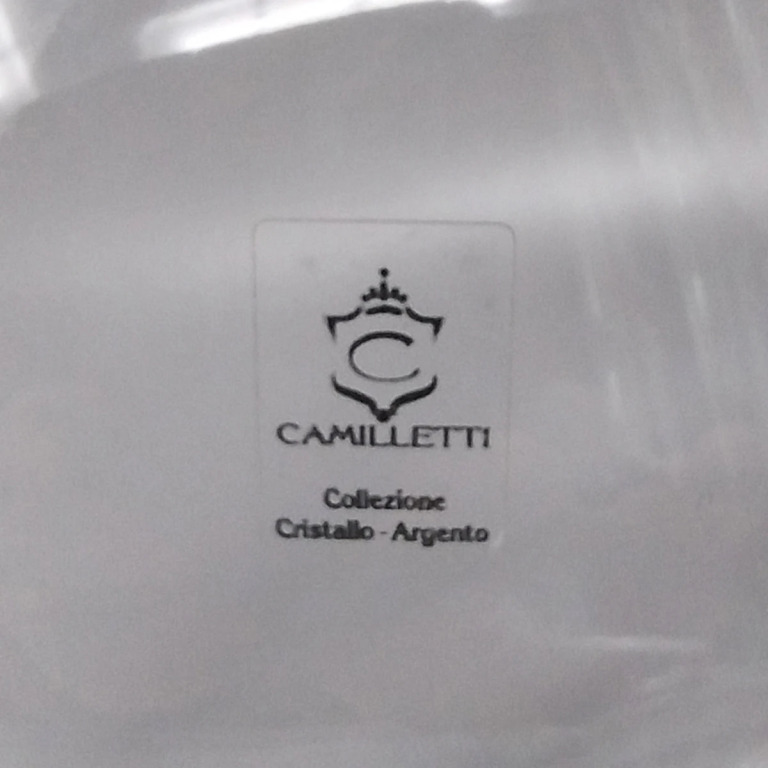 C
CAMILLETTI
Collezione
Cristallo - Argento